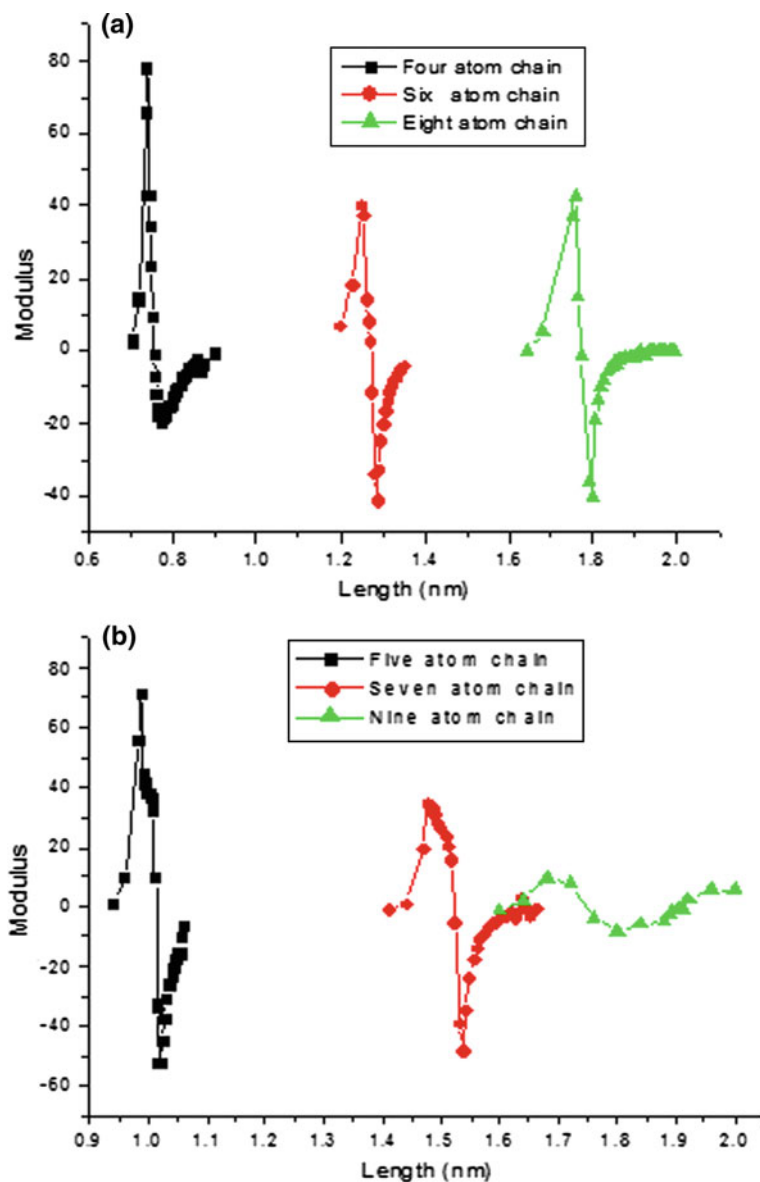 (a)
Four atom chain
Six atom chain
Eight atom chain
80
60
40
20
0
-20
-40
Modulus
0.6 0.8 1.0 1.2 1.4 1.6 1.8 2.0
Length (nm)
(b)
Five atom chain
Seven atom chain
Nine atom chain
80
60
40
20
0
-20
-40
-60
Modulus
0.9 1.0 1.1 1.2 1.3 1.4 1.5 1.6 1.7 1.8 1.9 2.0
Length (nm)